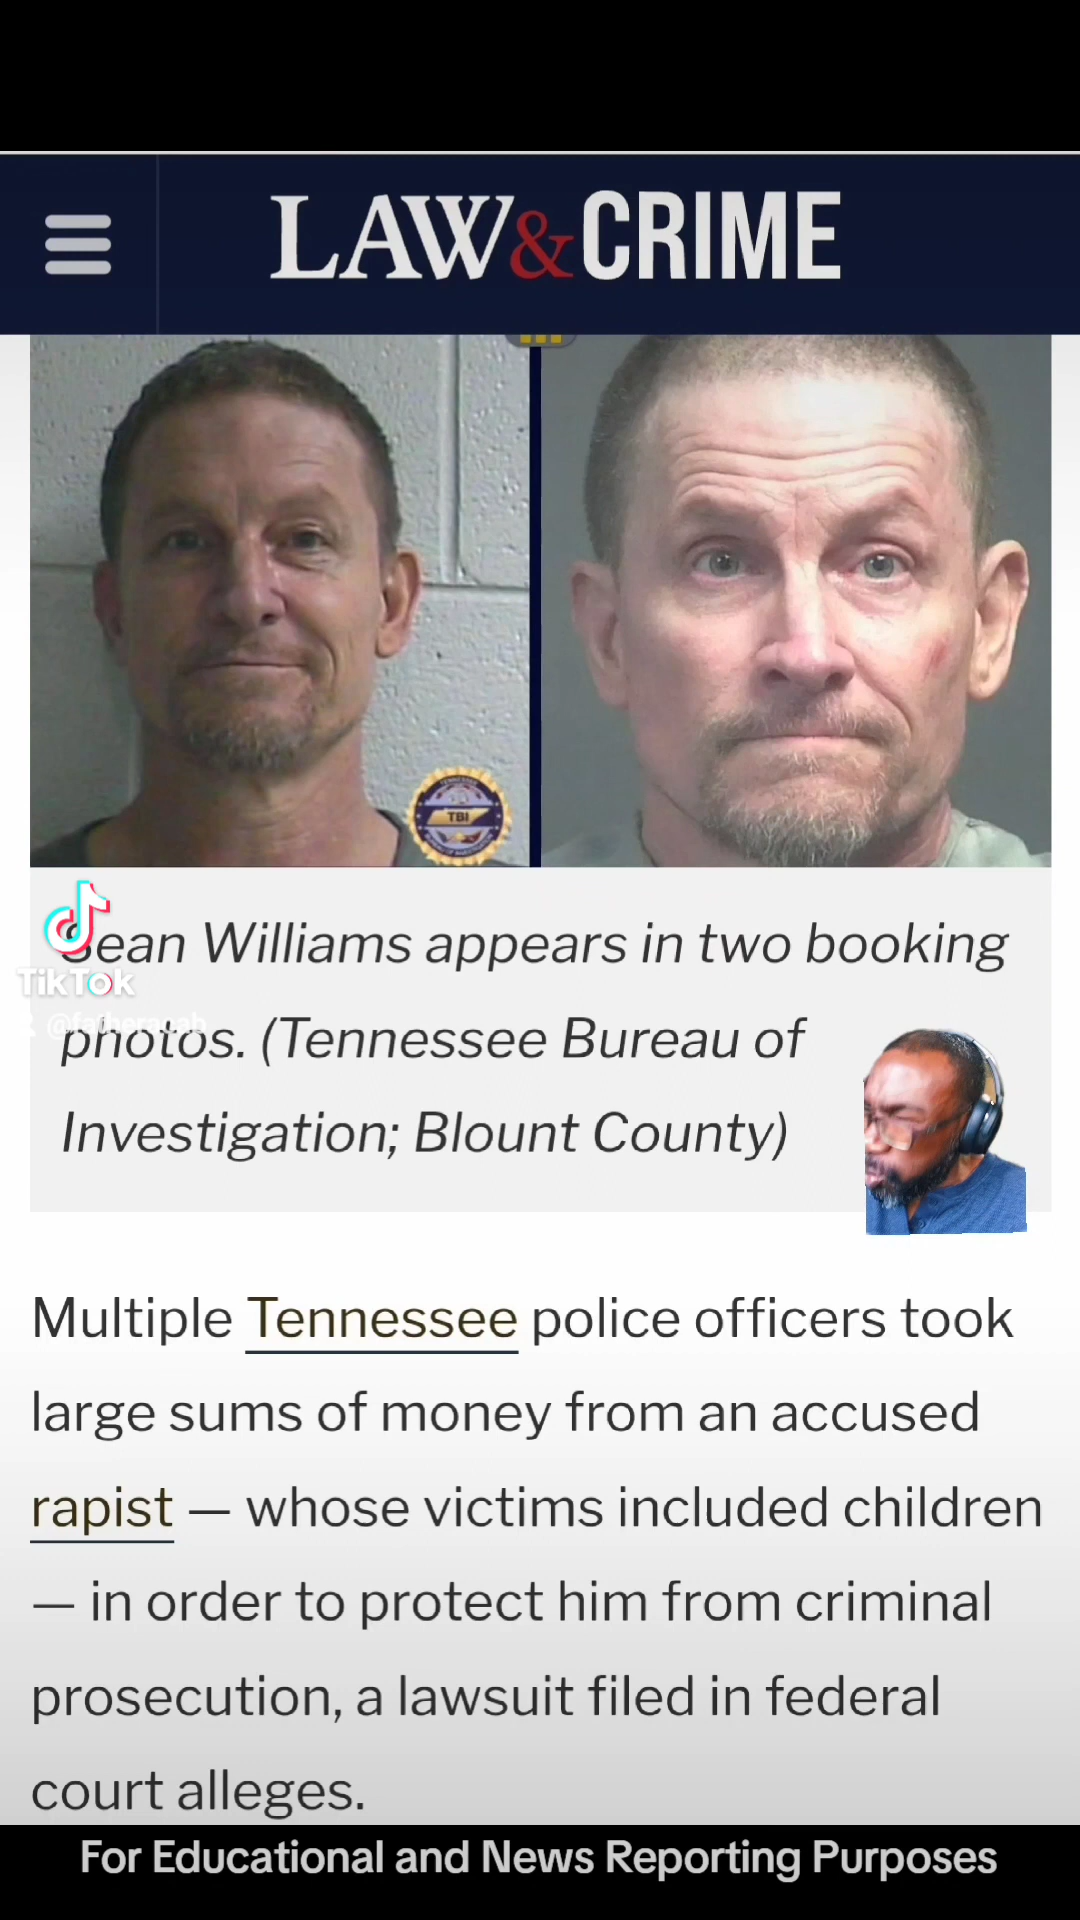 LAW&CRIME
TBI
Sean Williams appears in two booking
TikTok
@fatheracab
photos. (Tennessee Bureau of
Investigation; Blount County)
Multiple Tennessee police officers took
large sums of money from an accused
rapist — whose victims included children
— in order to protect him from criminal
prosecution, a lawsuit filed in federal
court alleges.
For Educational and News Reporting Purposes